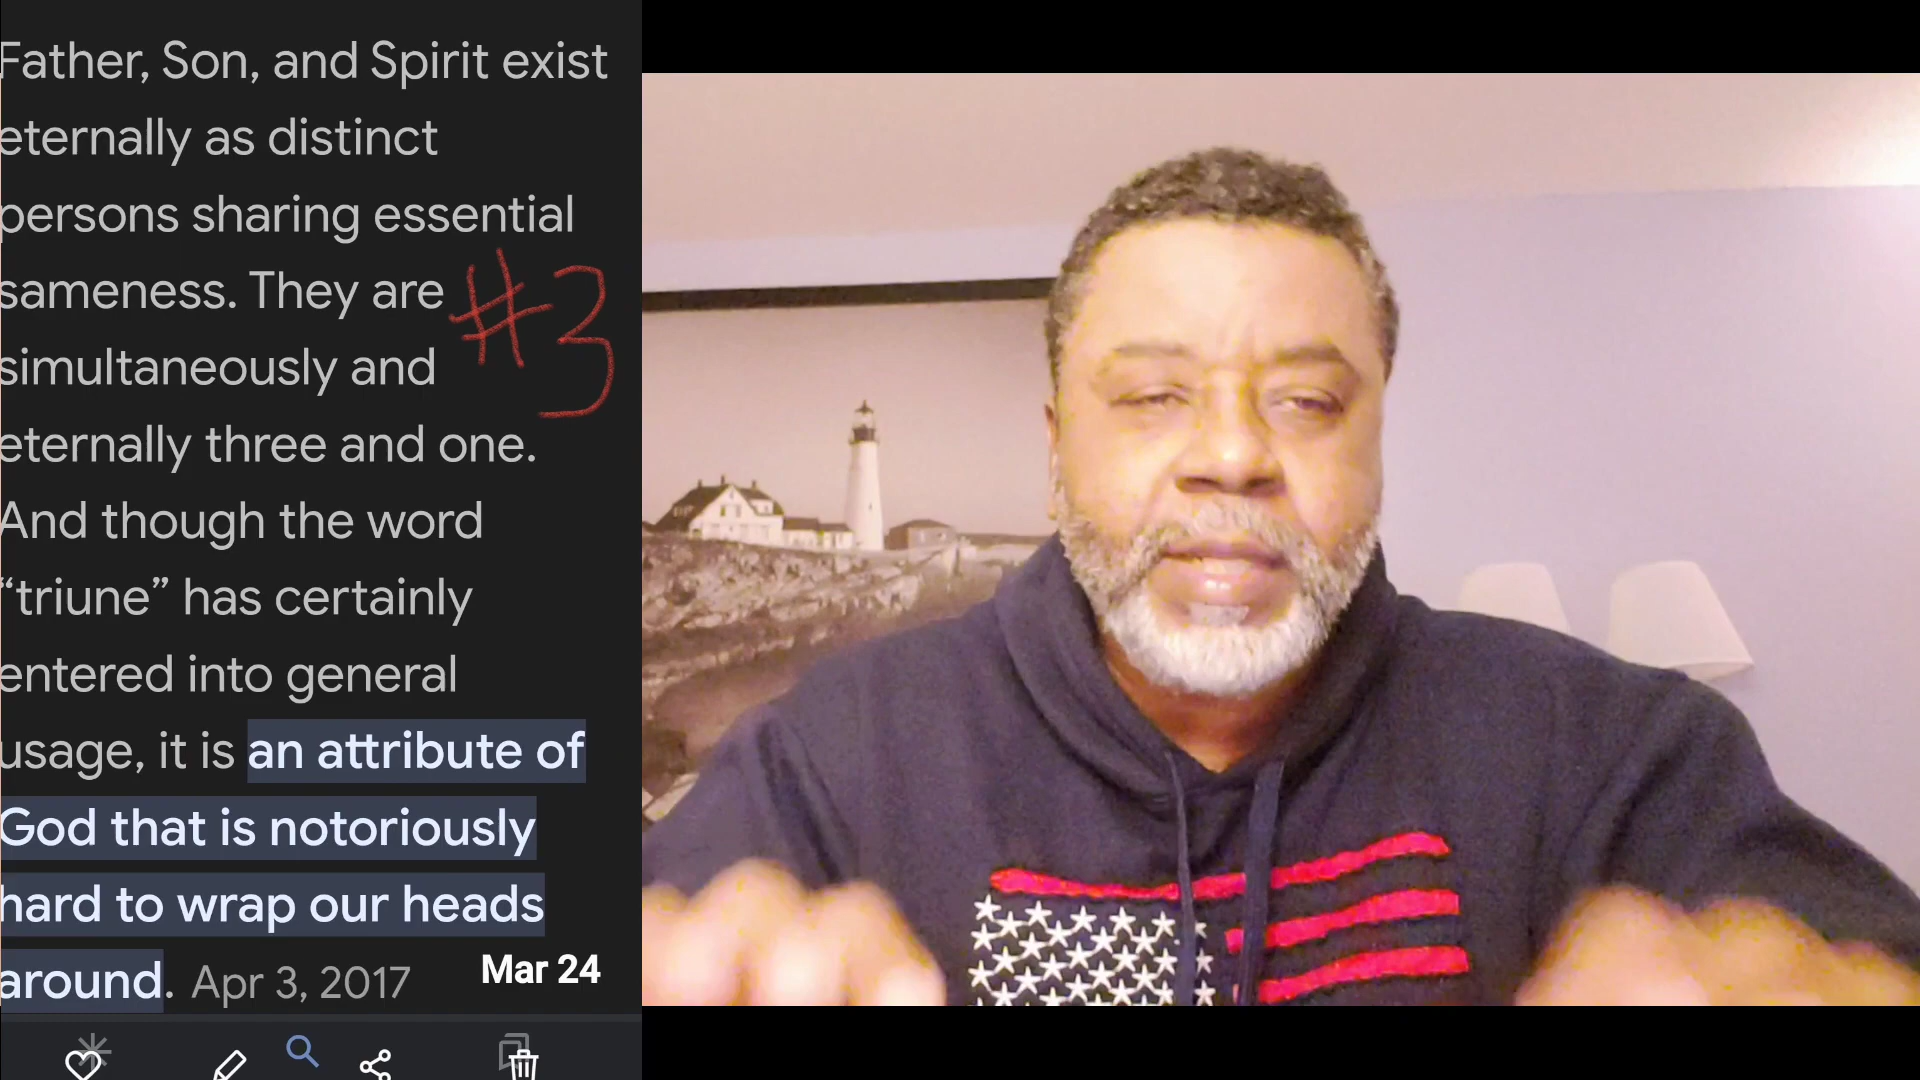 Father, Son, and Spirit exist
eternally as distinct
persons sharing essential
sameness. They are
#3
simultaneously and
eternally three and one.
And though the word
“triune” has certainly
entered into general
usage, it is an attribute of
God that is notoriously
hard to wrap our heads
around. Apr 3, 2017
Mar 24